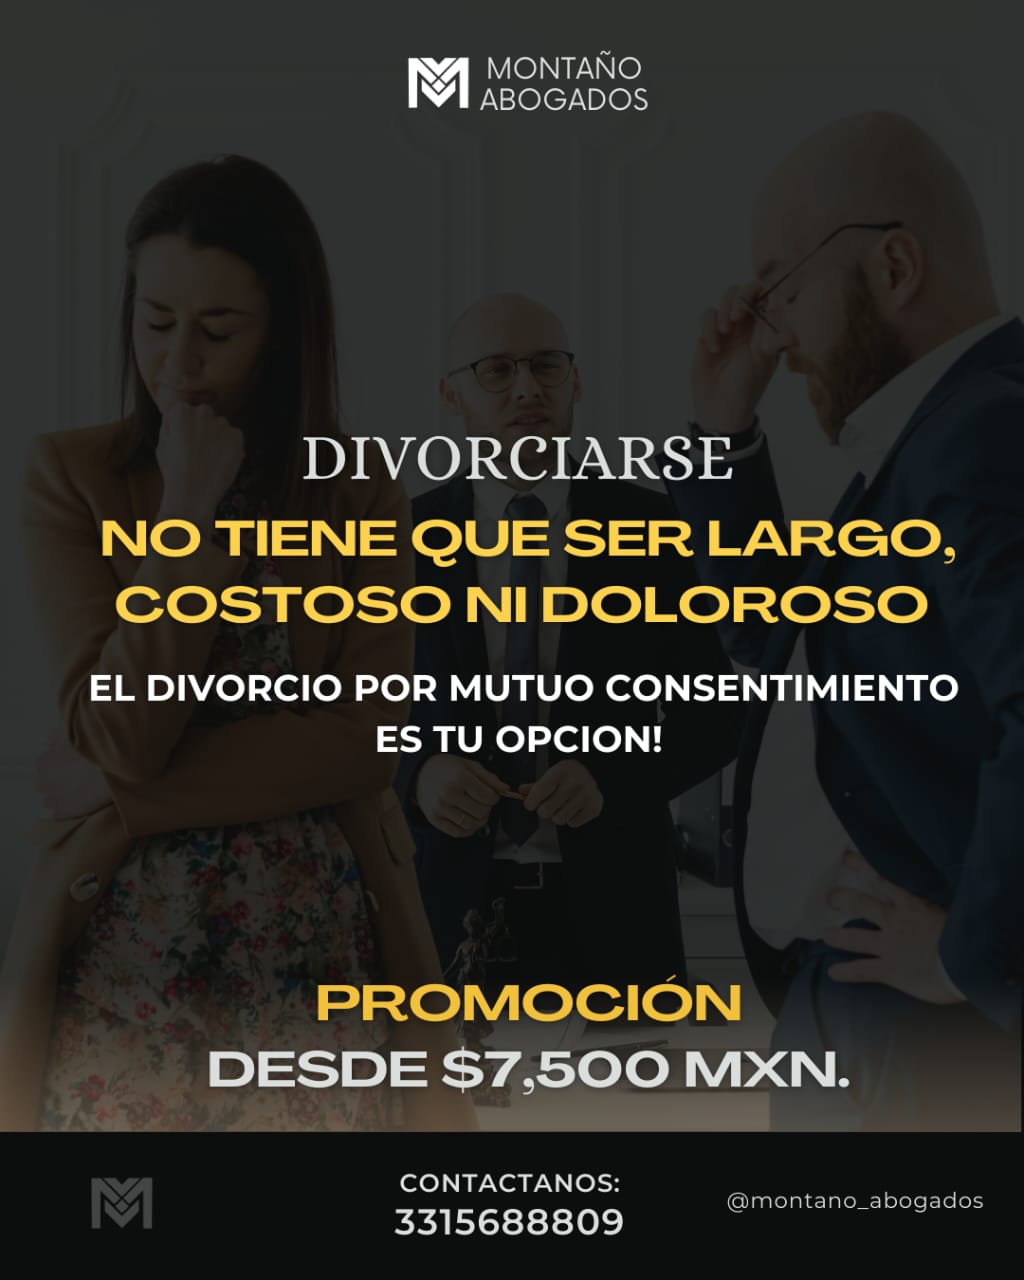 MONTAÑO
ABOGADOS
DIVORCIARSE
NO TIENE QUE SER LARGO,
COSTOSO NI DOLOROSO
EL DIVORCIO POR MUTUO CONSENTIMIENTO
ES TU OPCION!
PROMOCIÓN
DESDE $7,500 MXN.
CONTACTANOS:
3315688809
@montano_abogados